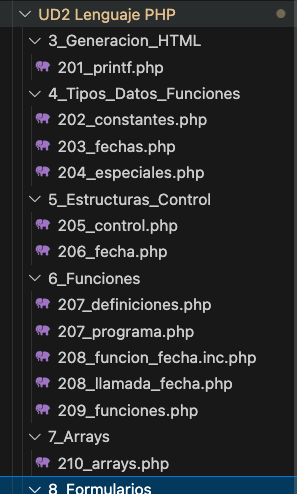 UD2 Lenguaje PHP
3_Generacion_HTML
201_printf.php
4_Tipos_Datos_Funciones
202_constantes.php
203_fechas.php
204_especiales.php
5_Estructuras_Control
205_control.php
206_fecha.php
6_Funciones
207_definiciones.php
207_programa.php
208_funcion_fecha.inc.php
208_llamada_fecha.php
209_funciones.php
7_Arrays
210_arrays.php
8_Formularios